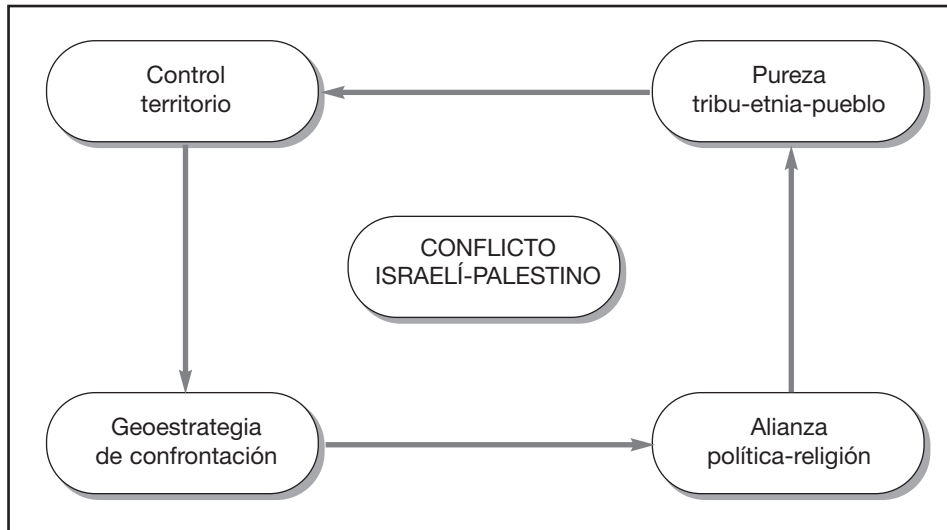 Control
territorio
Pureza
tribu-etnia-pueblo
CONFLICTO
ISRAELÍ-PALESTINO
Geoestrategia
de confrontación
Alianza
política-religión